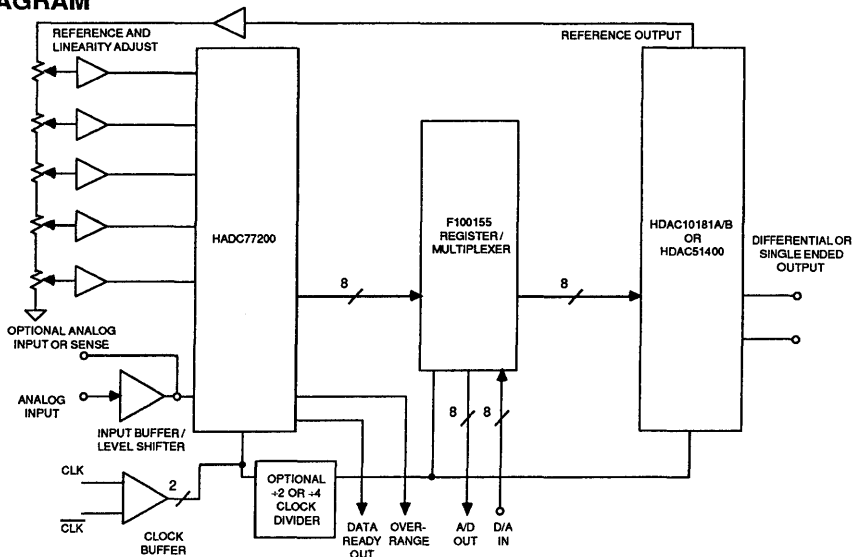 AGRAM
REFERENCE AND
LINEARITY ADJUST
REFERENCE OUTPUT
HADC77200
F100155
REGISTER/
MULTIPLEXER
HDAC10181A/B
OR
HDAC51400
DIFFERENTIAL OR
SINGLE ENDED
OUTPUT
8
8
OPTIONAL ANALOG
INPUT OR SENSE
ANALOG
INPUT
INPUT BUFFER/
LEVEL SHIFTER
8
8
CLK
CLK
2
CLOCK
BUFFER
OPTIONAL
÷2 OR ÷4
CLOCK
DIVIDER
DATA
READY
OUT
OVER-
RANGE
A/D
OUT
D/A
IN